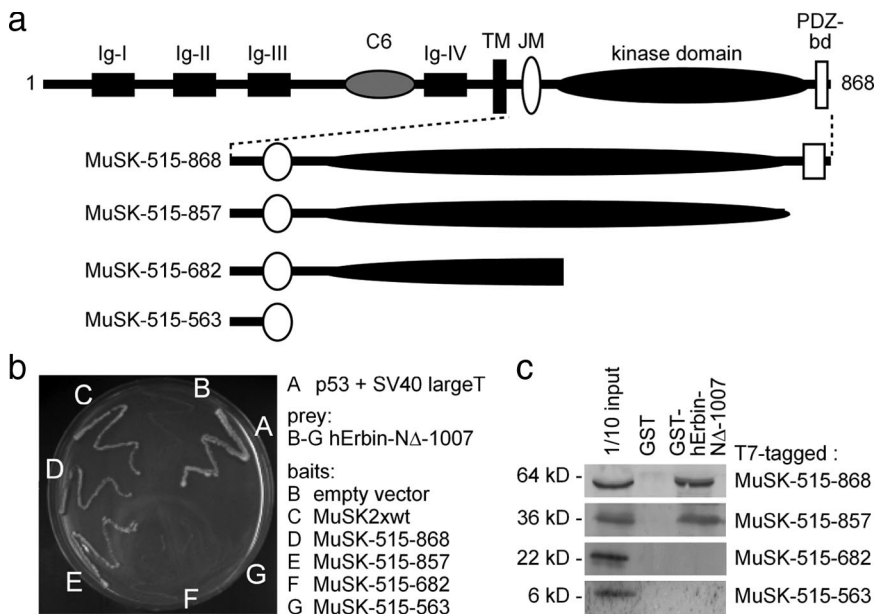 a
Ig-I Ig-II Ig-III C6 Ig-IV TM JM kinase domain PDZ-
bd
1 868
MuSK-515-868
MuSK-515-857
MuSK-515-682
MuSK-515-563
b
C B A D E F G
A p53 + SV40 largeT
prey:
B-G hErbin-NΔ-1007
baits:
B empty vector
C MuSK2xwt
D MuSK-515-868
E MuSK-515-857
F MuSK-515-682
G MuSK-515-563
c
1/10 input
GST
GST-
hErbin-
NΔ-1007
T7-tagged :
64 kD - MuSK-515-868
36 kD - MuSK-515-857
22 kD - MuSK-515-682
6 kD - MuSK-515-563